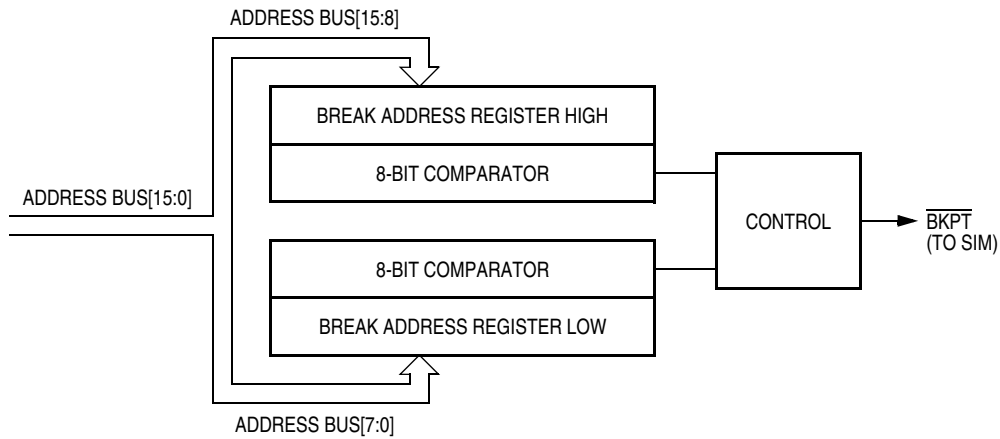 ADDRESS BUS[15:8]
BREAK ADDRESS REGISTER HIGH
8-BIT COMPARATOR
ADDRESS BUS[15:0]
CONTROL
BKPT
(TO SIM)
8-BIT COMPARATOR
BREAK ADDRESS REGISTER LOW
ADDRESS BUS[7:0]